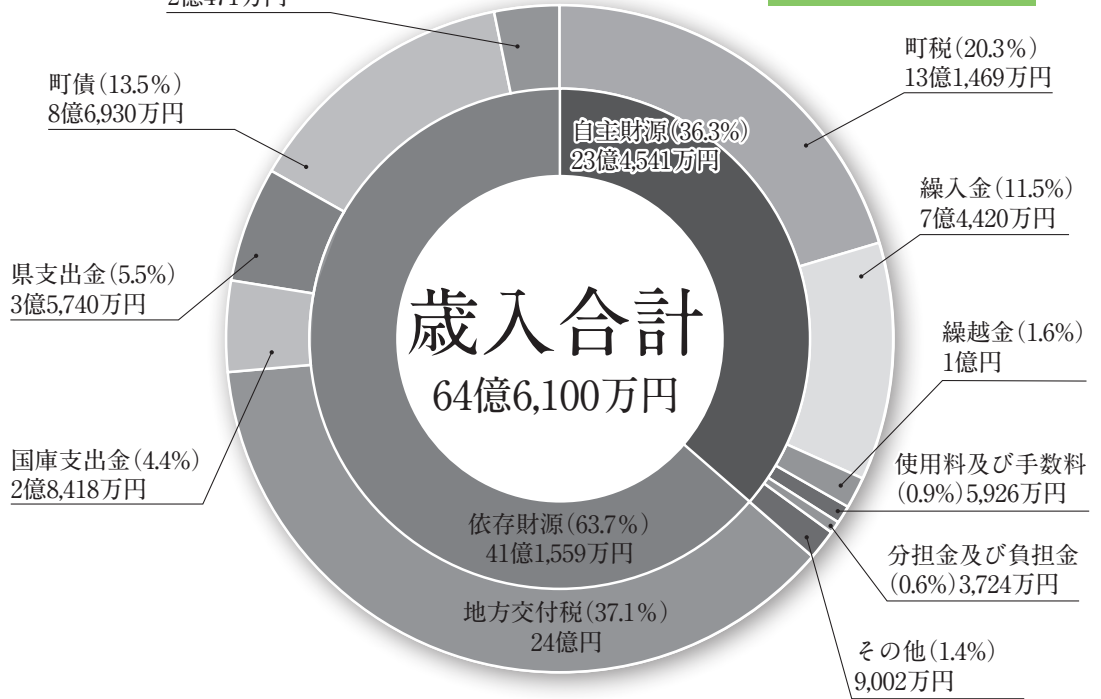 2億471万円
町税(20.3%)
13億1,469万円
町債(13.5%)
8億6,930万円
自主財源(36.3%)
23億4,541万円
繰入金(11.5%)
7億4,420万円
県支出金(5.5%)
3億5,740万円
歳入合計
64億6,100万円
繰越金(1.6%)
1億円
国庫支出金(4.4%)
2億8,418万円
使用料及び手数料
(0.9%)5,926万円
依存財源(63.7%)
41億1,559万円
分担金及び負担金
(0.6%)3,724万円
地方交付税(37.1%)
24億円
その他(1.4%)
9,002万円